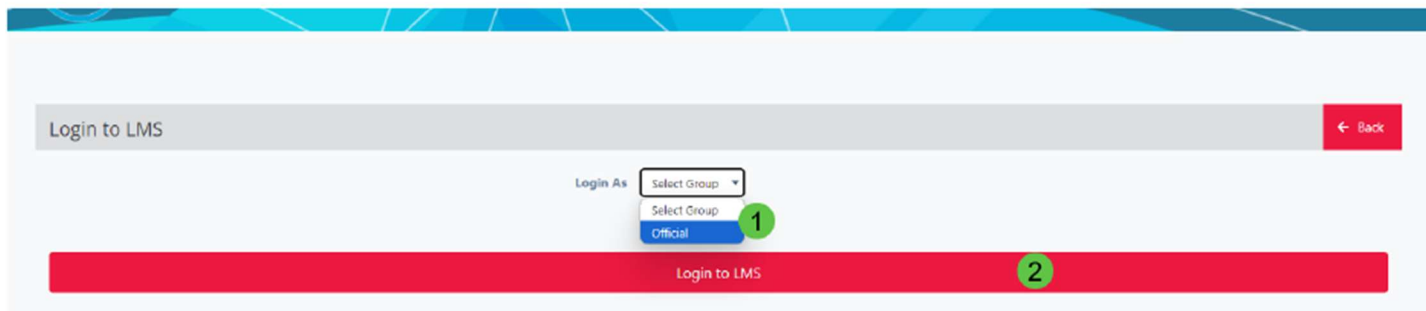 Login to LMS
← Back
Login As Select Group
Select Group
1
Official
Login to LMS
2